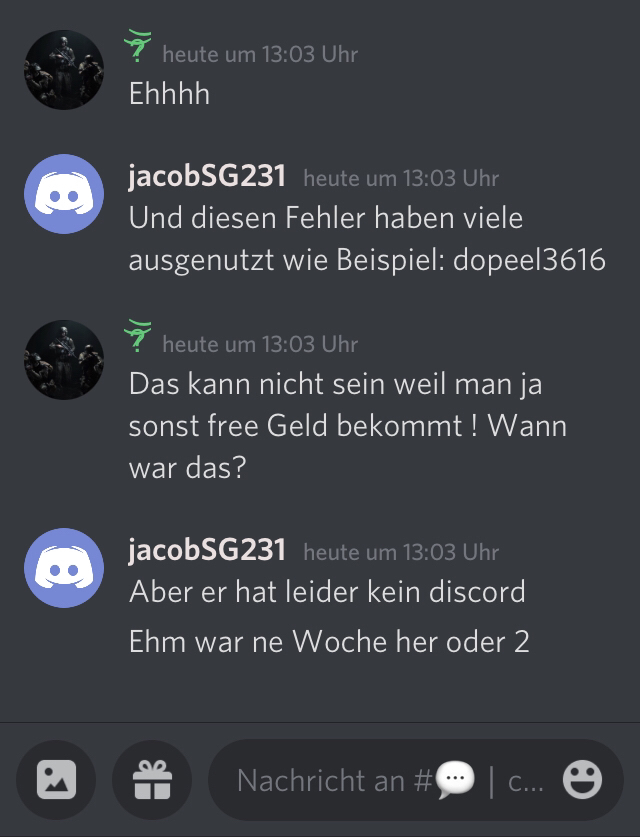 ? heute um 13:03 Uhr
Ehhhh
jacobSG231 heute um 13:03 Uhr
Und diesen Fehler haben viele
ausgenutzt wie Beispiel: dopeel3616
? heute um 13:03 Uhr
Das kann nicht sein weil man ja
sonst free Geld bekommt ! Wann
war das?
jacobSG231 heute um 13:03 Uhr
Aber er hat leider kein discord
Ehm war ne Woche her oder 2
Nachricht an #💬 | c...